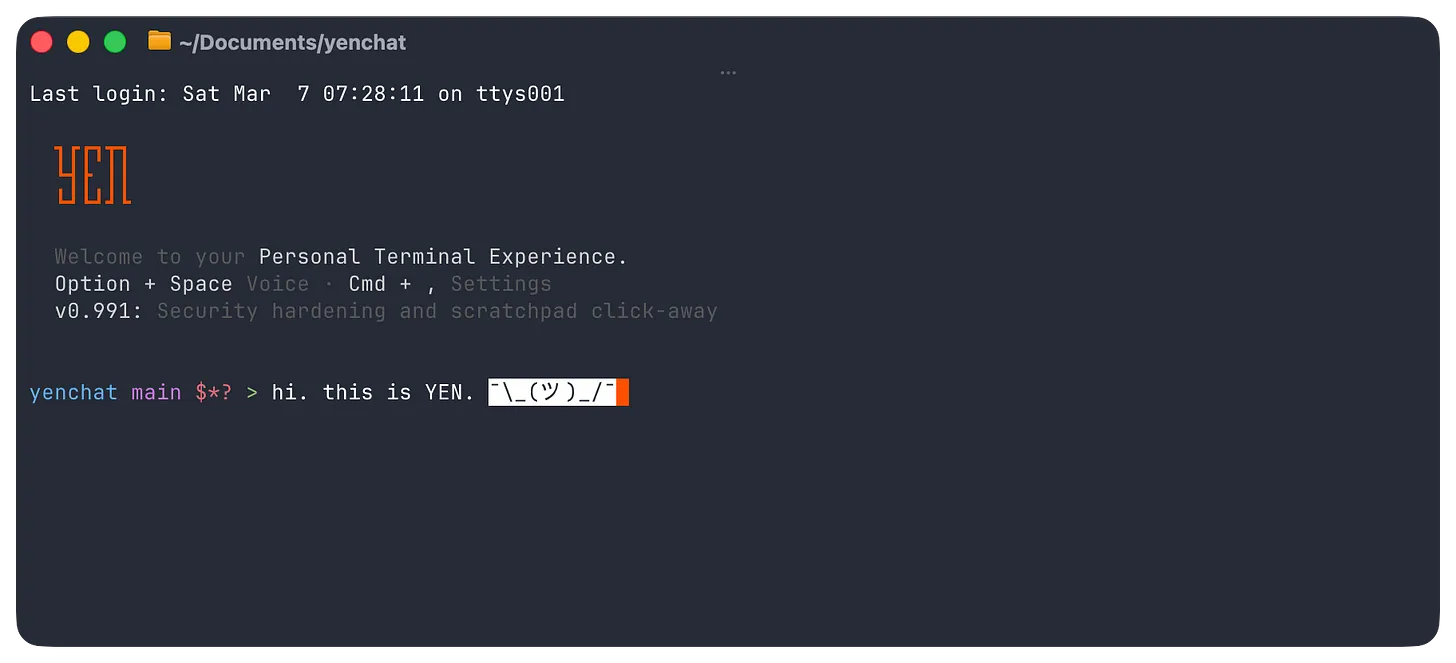 ~/Documents/yenchat
...
Last login: Sat Mar  7 07:28:11 on ttys001
YEN
Welcome to your Personal Terminal Experience.
Option + Space Voice · Cmd + , Settings
v0.991: Security hardening and scratchpad click-away
yenchat main $*? > hi. this is YEN. ¯\_(ツ)_/¯